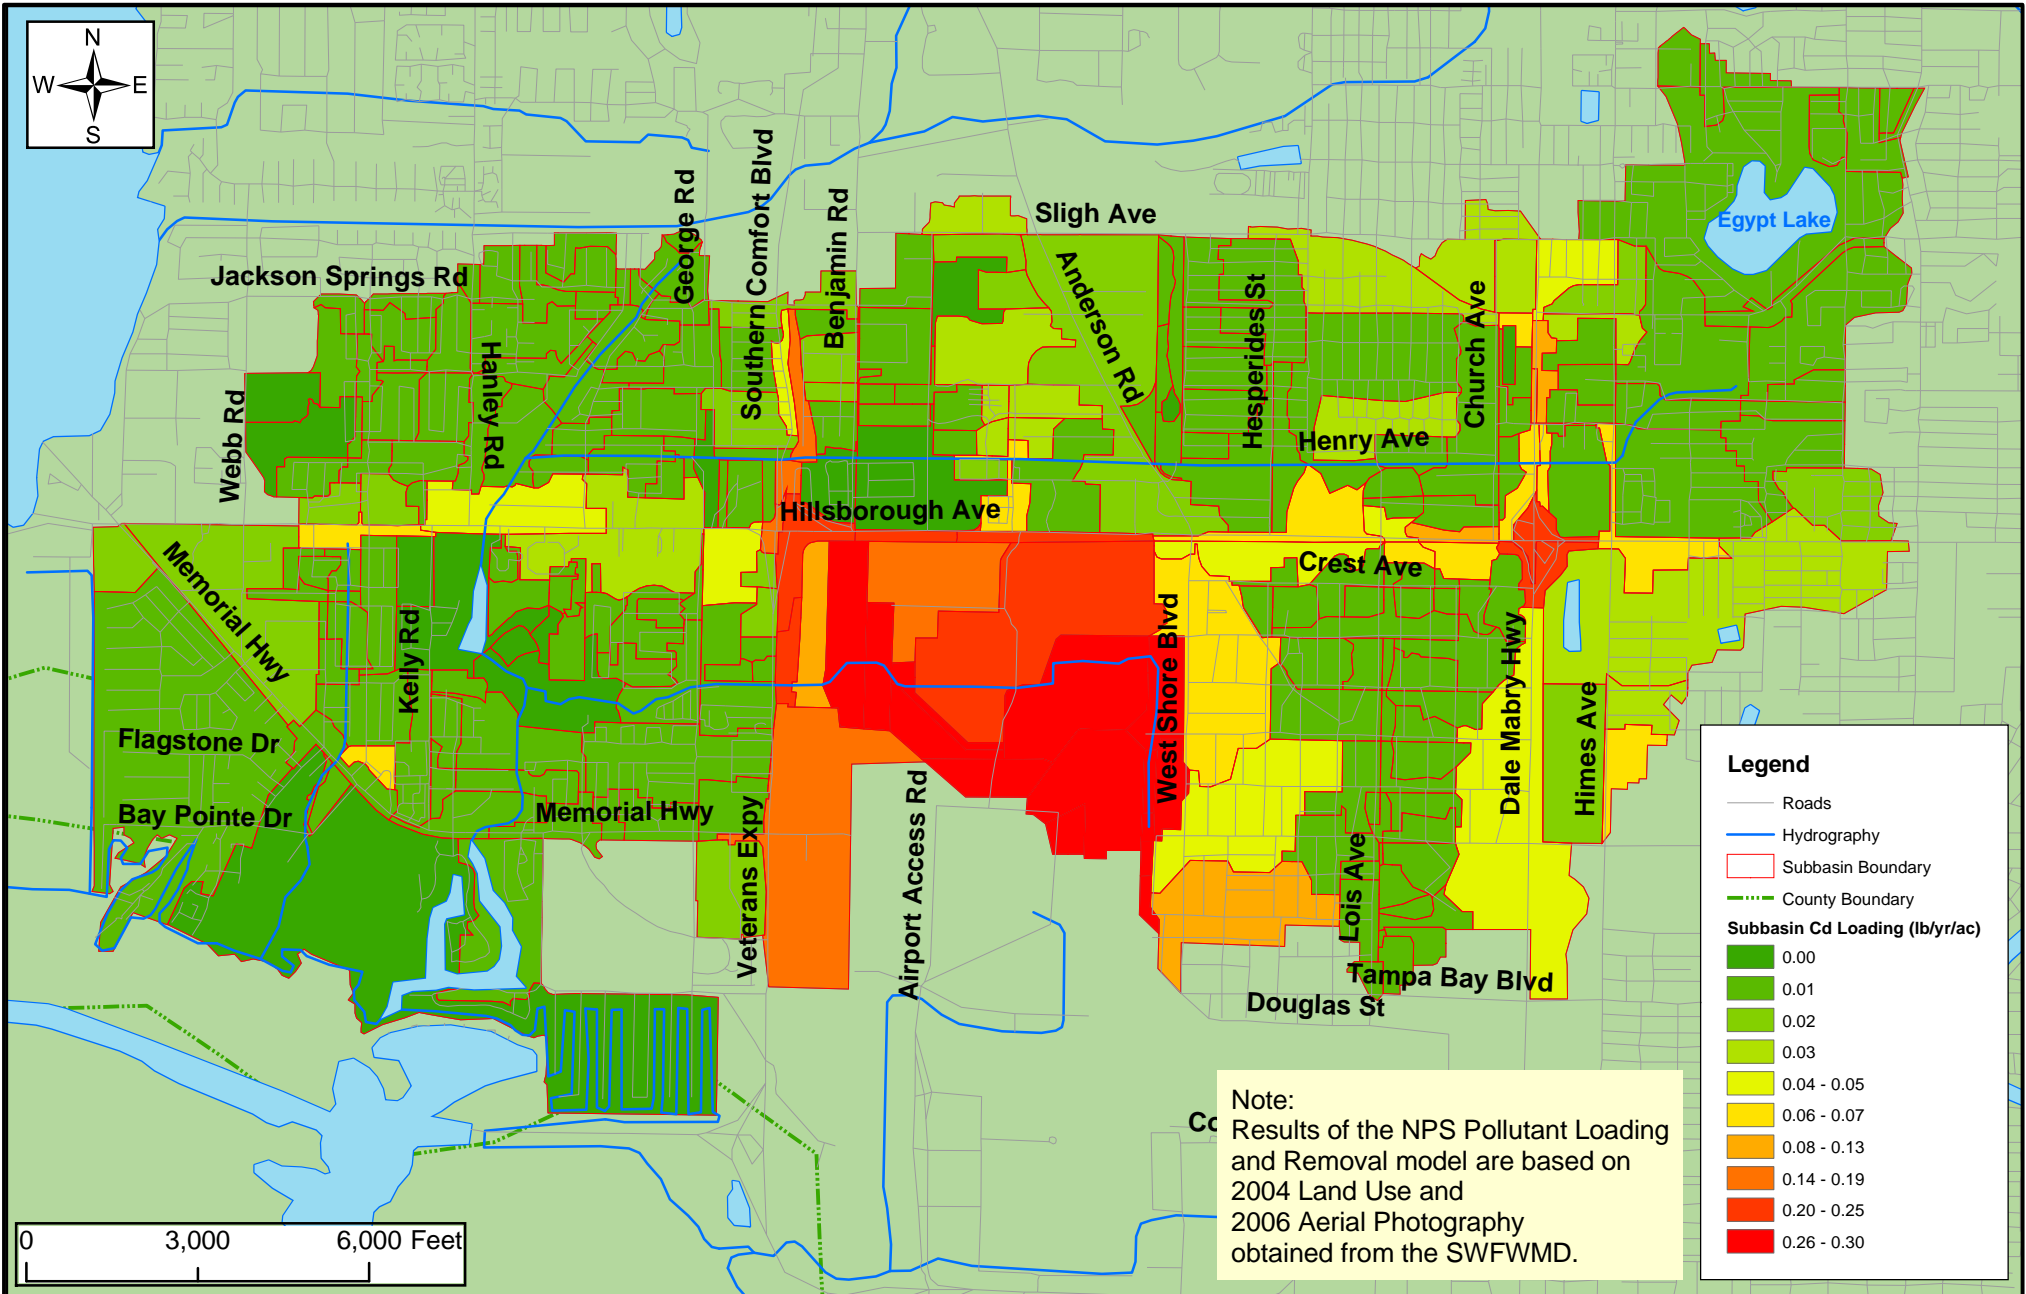 N
W E
S
Sligh Ave
Egypt Lake
Jackson Springs Rd
George Rd
Southern Comfort Blvd
Benjamin Rd
Anderson Rd
Hesperides St
Church Ave
Hanley Rd
Webb Rd
Henry Ave
Hillsborough Ave
Crest Ave
Memorial Hwy
Kelly Rd
West Shore Blvd
Dale Mabry Hwy
Himes Ave
Flagstone Dr
Bay Pointe Dr
Memorial Hwy
Veterans Expy
Airport Access Rd
Lois Ave
Tampa Bay Blvd
Douglas St
Co
Note:
Results of the NPS Pollutant Loading
and Removal model are based on
2004 Land Use and
2006 Aerial Photography
obtained from the SWFWMD.
Legend
Roads
Hydrography
Subbasin Boundary
County Boundary
Subbasin Cd Loading (lb/yr/ac)
0.00
0.01
0.02
0.03
0.04 - 0.05
0.06 - 0.07
0.08 - 0.13
0.14 - 0.19
0.20 - 0.25
0.26 - 0.30
0 3,000 6,000 Feet